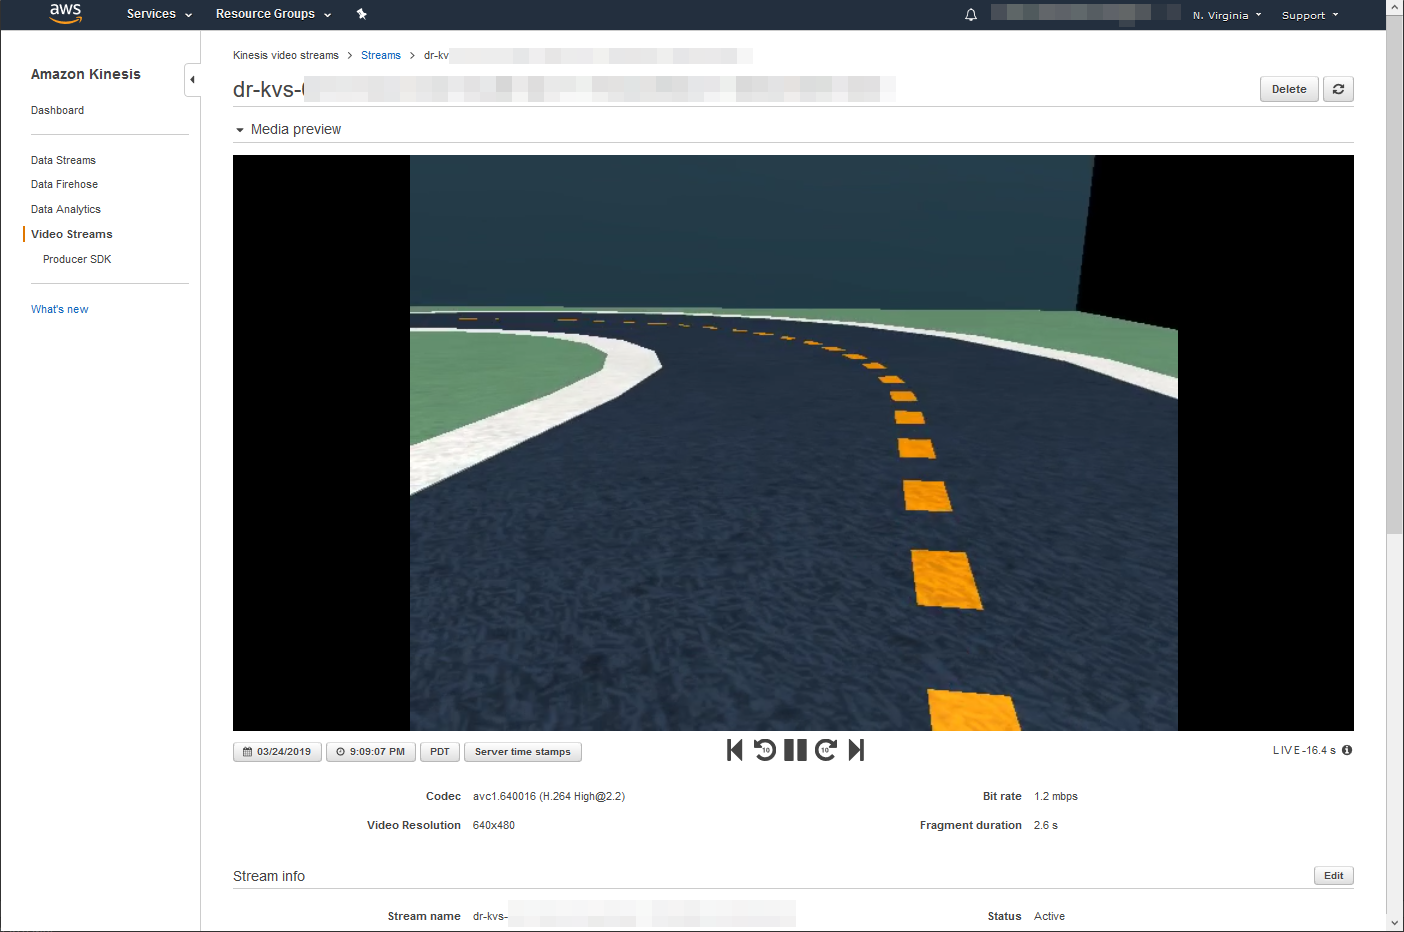 aws
Services
Resource Groups
N. Virginia
Support
Amazon Kinesis
Dashboard
Data Streams
Data Firehose
Data Analytics
Video Streams
Producer SDK
What's new
Kinesis video streams > Streams > dr-kv
dr-kvs-
Delete
Media preview
03/24/2019
9:09:07 PM
PDT
Server time stamps
10
10
LIVE -16.4 s
Codec avc1.640016 (H.264 High@2.2)
Bit rate 1.2 mbps
Video Resolution 640x480
Fragment duration 2.6 s
Stream info
Edit
Stream name dr-kvs-
Status Active